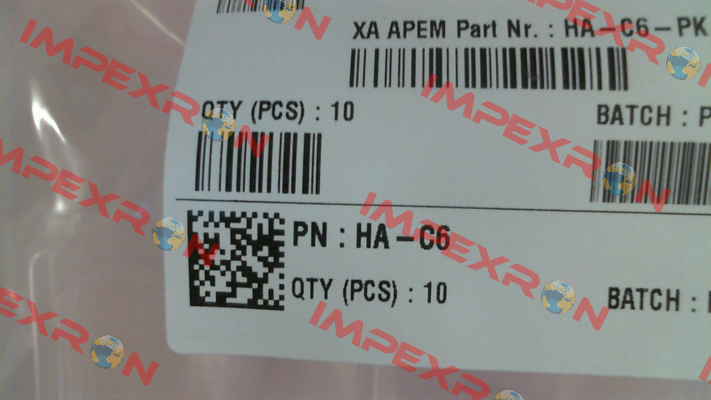 XA APEM Part Nr. : HA-C6-PK
QTY (PCS) : 10
BATCH : P
PN : HA-C6
QTY (PCS) : 10
BATCH :
IMPEXRON
IMPEXRON
IMPEXRON
IMPEXRON
IMPEXRON
IMPEXRON